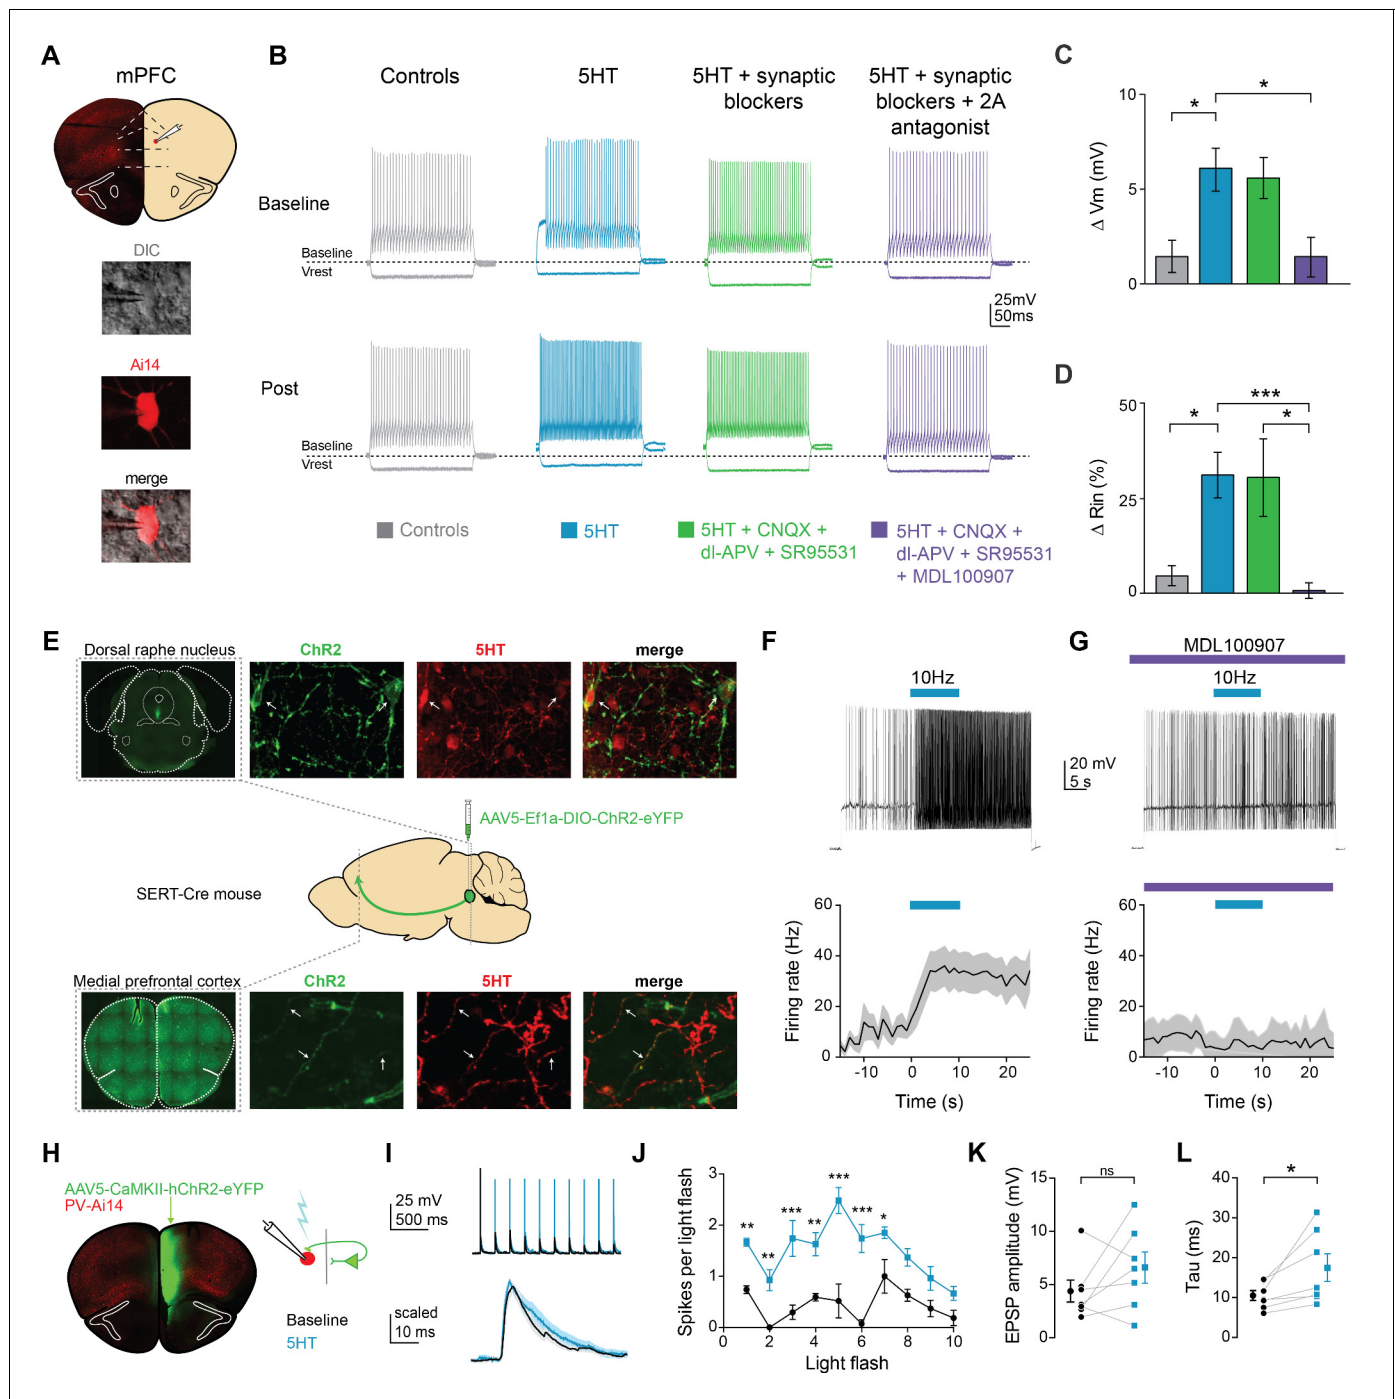 A
mPFC
DIC
Ai14
merge
B
Controls
5HT
5HT + synaptic
blockers
5HT + synaptic
blockers + 2A
antagonist
Baseline
Baseline
Vrest
25mV
50ms
Post
Baseline
Vrest
Controls
5HT
5HT + CNQX +
dl-APV + SR95531
5HT + CNQX +
dl-APV + SR95531
+ MDL100907
C
10
5
0
Δ Vm (mV)
*
*
D
50
25
0
Δ Rin (%)
*
***
*
E
Dorsal raphe nucleus
ChR2
5HT
merge
AAV5-Ef1a-DIO-ChR2-eYFP
SERT-Cre mouse
Medial prefrontal cortex
ChR2
5HT
merge
F
10Hz
60
40
20
0
Firing rate (Hz)
-10 0 10 20
Time (s)
G
MDL100907
10Hz
20 mV
5 s
60
40
20
0
Firing rate (Hz)
-10 0 10 20
Time (s)
H
AAV5-CaMKII-hChR2-eYFP
PV-Ai14
Baseline
5HT
I
25 mV
500 ms
scaled
10 ms
J
3
2
1
0
Spikes per light flash
** ** *** ** *** *** *
0 2 4 6 8 10
Light flash
K
ns
15
10
5
0
EPSP amplitude (mV)
L
*
40
30
20
10
0
Tau (ms)